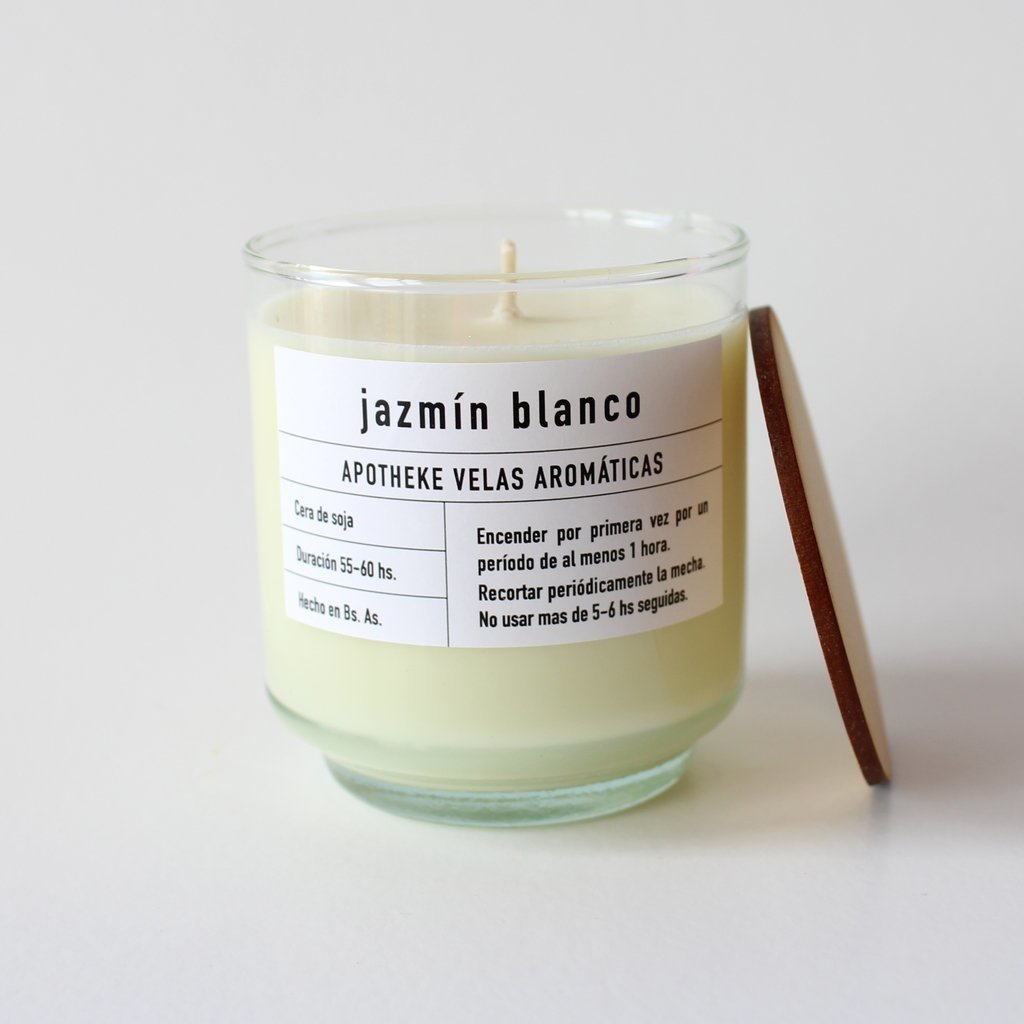 jazmín blanco
APOTHEKE VELAS AROMÁTICAS
Cera de soja
Duración 55-60 hs.
Hecho en Bs. As.
Encender por primera vez por un
período de al menos 1 hora.
Recortar periódicamente la mecha.
No usar mas de 5-6 hs seguidas.